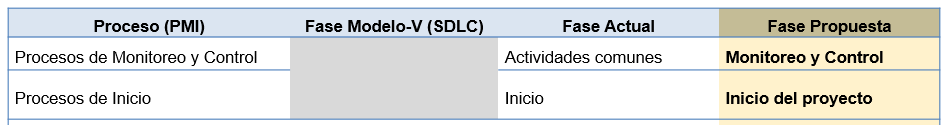 Proceso (PMI) Fase Modelo-V (SDLC) Fase Actual Fase Propuesta
Procesos de Monitoreo y Control Actividades comunes Monitoreo y Control
Procesos de Inicio Inicio Inicio del proyecto